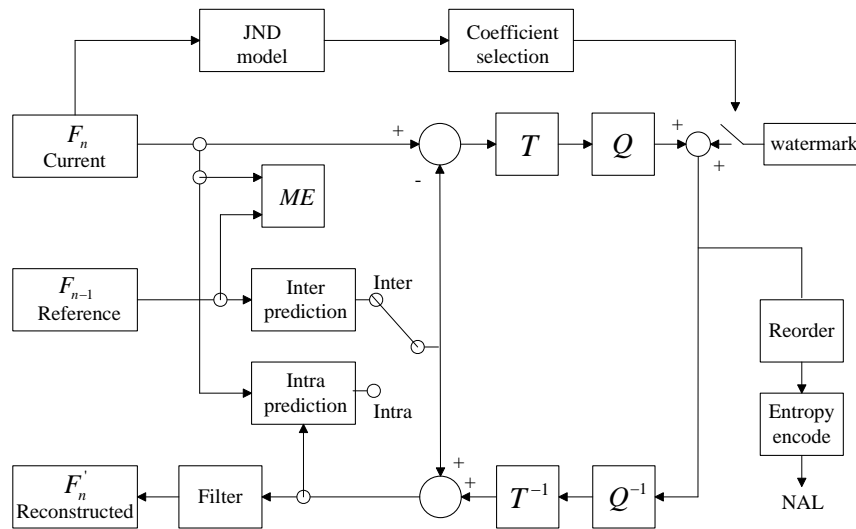 JND
model
Coefficient
selection
F_n
Current
+
T
Q
+
+
watermark
-
ME
F_{n-1}
Reference
Inter
prediction
Inter
Reorder
Intra
prediction
Intra
Entropy
encode
F_n'
Reconstructed
Filter
+
+
T^{-1}
Q^{-1}
NAL